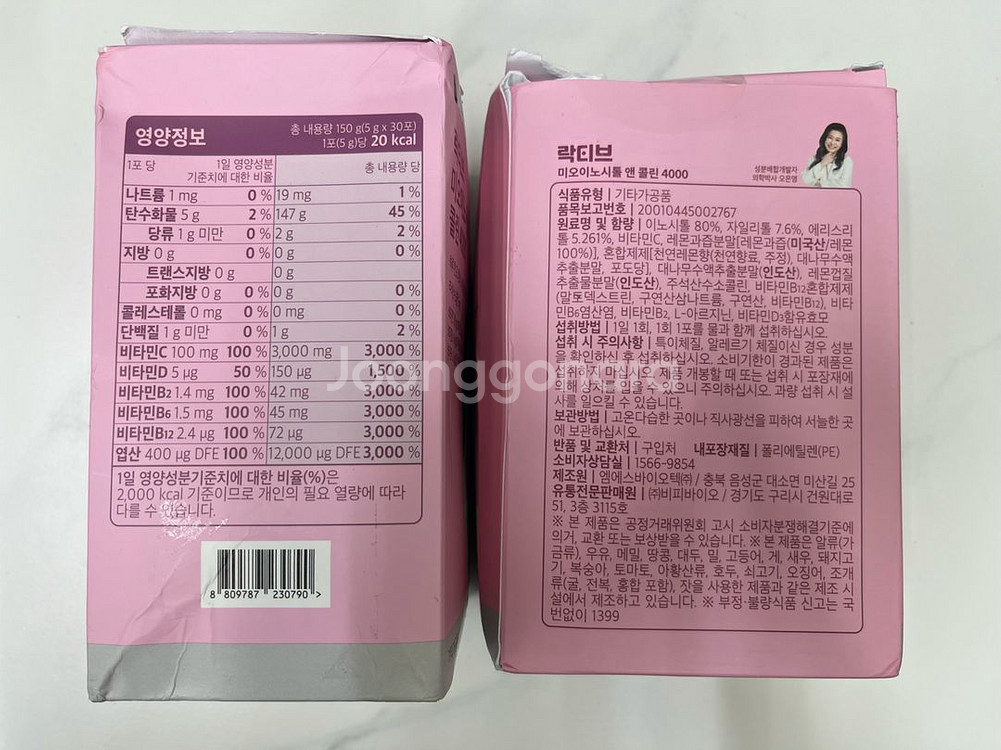 영양정보
총 내용량 150 g(5 g x 30포)
1포(5 g)당 20 kcal
1포 당 1일 영양성분 기준치에 대한 비율 총 내용량 당
나트륨 1 mg 0 % 19 mg 1 %
탄수화물 5 g 2 % 147 g 45 %
당류 1 g 미만 0 % 2 g 2 %
지방 0 g 0 % 0 g 0 %
트랜스지방 0 g 0 g
포화지방 0 g 0 % 0 g 0 %
콜레스테롤 0 mg 0 % 0 mg 0 %
단백질 1 g 미만 0 % 1 g 2 %
비타민C 100 mg 100 % 3,000 mg 3,000 %
비타민D 5 µg 50 % 150 µg 1,500 %
비타민B2 1.4 mg 100 % 42 mg 3,000 %
비타민B6 1.5 mg 100 % 45 mg 3,000 %
비타민B12 2.4 µg 100 % 72 µg 3,000 %
엽산 400 µg DFE 100 % 12,000 µg DFE 3,000 %
1일 영양성분기준치에 대한 비율(%)은
2,000 kcal 기준이므로 개인의 필요 열량에 따라
다를 수 있습니다.
8 809787 230790 >
락티브
미오이노시톨 앤 콜린 4000
성분배합개발자
의학박사 오은영
식품유형 | 기타가공품
품목보고번호 | 20010445002767
원료명 및 함량 | 이노시톨 80%, 자일리톨 7.6%, 에리스리
톨 5.261%, 비타민C, 레몬과즙분말[레몬과즙(미국산/레몬
100%)], 혼합제제[천연레몬향(천연향료, 주정), 대나무수액
추출분말, 포도당], 대나무수액추출분말(인도산), 레몬껍질
추출물분말(인도산), 주석산수소콜린, 비타민B12혼합제제
(말토덱스트린, 구연산삼나트륨, 구연산, 비타민B12), 비타
민B6염산염, 비타민B2, L-아르지닌, 비타민D3함유효모
섭취방법 | 1일 1회, 1회 1포를 물과 함께 섭취하십시오.
섭취 시 주의사항 | 특이체질, 알레르기 체질이신 경우 성분
을 확인하신 후 섭취하십시오. 소비기한이 경과된 제품은
섭취하지 마십시오. 제품 개봉할 때 또는 섭취 시 포장재에
의해 상처를 입을 수 있으니 주의하십시오. 과량 섭취 시 설
사를 일으킬 수 있습니다.
보관방법 | 고온다습한 곳이나 직사광선을 피하여 서늘한 곳
에 보관하십시오.
반품 및 교환처 | 구입처 내포장재질 | 폴리에틸렌(PE)
소비자상담실 | 1566-9854
제조원 | 엠에스바이오텍㈜ / 충북 음성군 대소면 미산길 25
유통전문판매원 | ㈜비피바이오 / 경기도 구리시 건원대로
51, 3층 3115호
※ 본 제품은 공정거래위원회 고시 소비자분쟁해결기준에
의거, 교환 또는 보상받을 수 있습니다. ※ 본 제품은 알류(가
금류), 우유, 메밀, 땅콩, 대두, 밀, 고등어, 게, 새우, 돼지고
기, 복숭아, 토마토, 아황산류, 호두, 쇠고기, 오징어, 조개
류(굴, 전복, 홍합 포함), 잣을 사용한 제품과 같은 제조 시
설에서 제조하고 있습니다. ※ 부정·불량식품 신고는 국
번없이 1399
Joonggonara